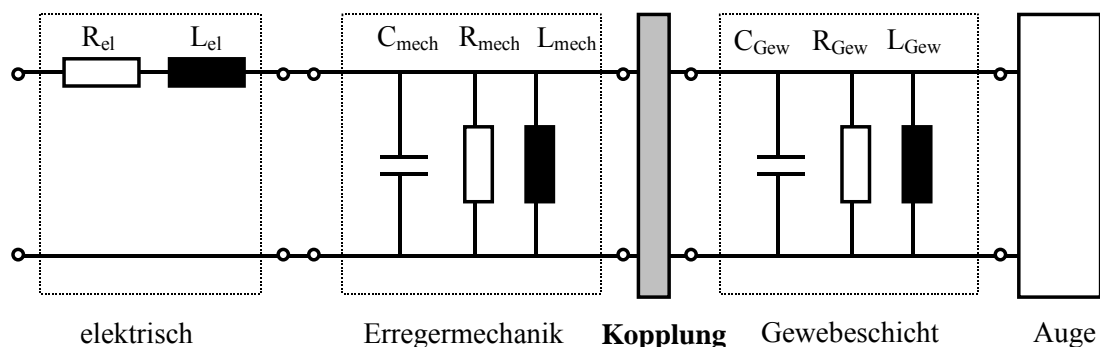 R_el L_el C_mech R_mech L_mech C_Gew R_Gew L_Gew
elektrisch Erregermechanik Kopplung Gewebeschicht Auge